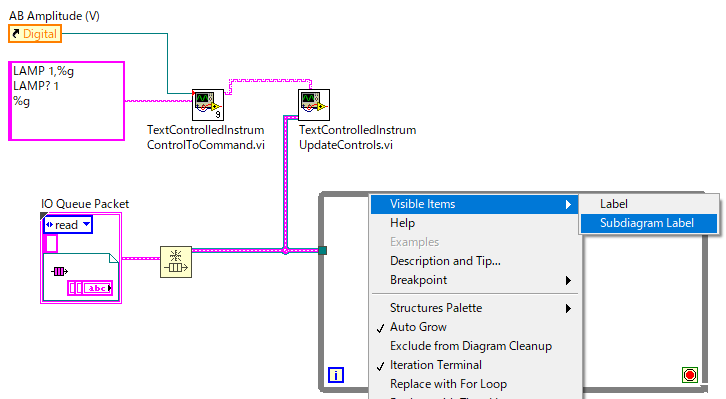 AB Amplitude (V)
Digital
LAMP 1,%g
LAMP? 1
%g
9
TextControlledInstrum
ControlToCommand.vi
TextControlledInstrum
UpdateControls.vi
IO Queue Packet
read
abc
i
Visible Items
Help
Examples
Description and Tip...
Breakpoint
Structures Palette
Auto Grow
Exclude from Diagram Cleanup
Iteration Terminal
Replace with For Loop
Label
Subdiagram Label